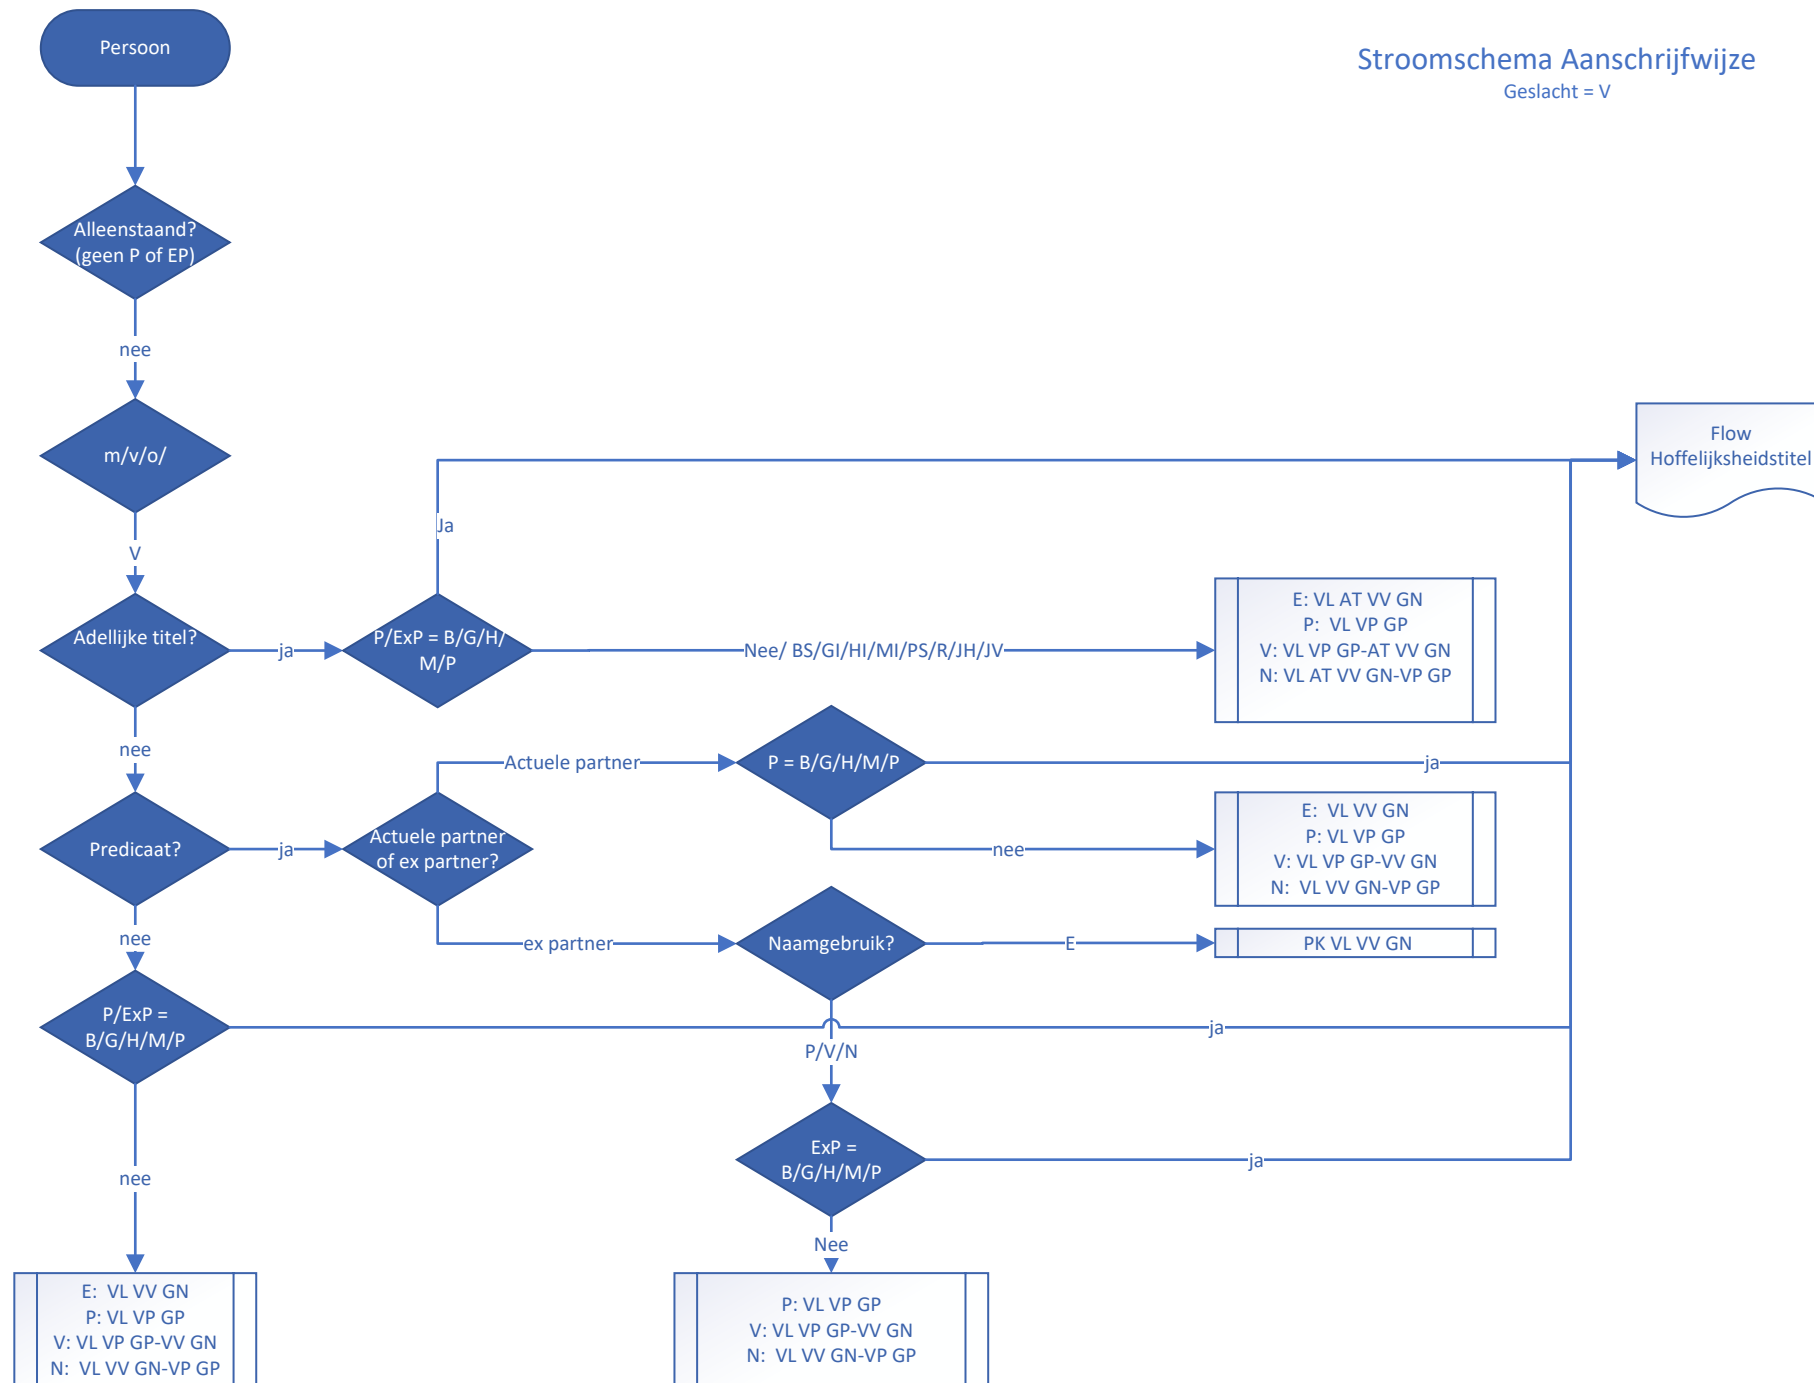 Persoon
Stroomschema Aanschrijfwijze
Geslacht = V
Alleenstaand?
(geen P of EP)
nee
m/v/o/
Flow
Hoffelijksheidstitel
Ja
V
E: VL AT VV GN
P: VL VP GP
V: VL VP GP-AT VV GN
N: VL AT VV GN-VP GP
Adellijke titel?
ja
P/ExP = B/G/H/
M/P
Nee/ BS/GI/HI/MI/PS/R/JH/JV
nee
Actuele partner
P = B/G/H/M/P
ja
Predicaat?
ja
Actuele partner
of ex partner?
nee
E: VL VV GN
P: VL VP GP
V: VL VP GP-VV GN
N: VL VV GN-VP GP
nee
ex partner
Naamgebruik?
E
PK VL VV GN
P/ExP =
B/G/H/M/P
ja
P/V/N
ExP =
B/G/H/M/P
ja
nee
Nee
E: VL VV GN
P: VL VP GP
V: VL VP GP-VV GN
N: VL VV GN-VP GP
P: VL VP GP
V: VL VP GP-VV GN
N: VL VV GN-VP GP